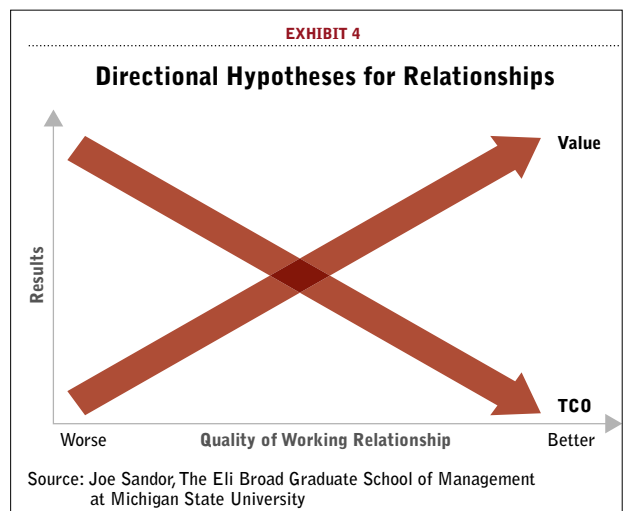 EXHIBIT 4
Directional Hypotheses for Relationships
Value
Results
TCO
Worse
Quality of Working Relationship
Better
Source: Joe Sandor, The Eli Broad Graduate School of Management
at Michigan State University